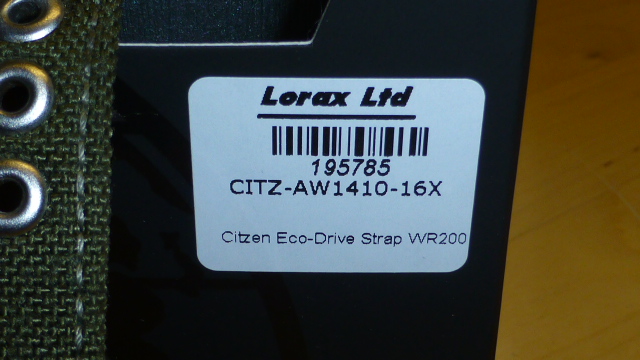 Lorax Ltd
195785
CITZ-AW1410-16X
Citzen Eco-Drive Strap WR200